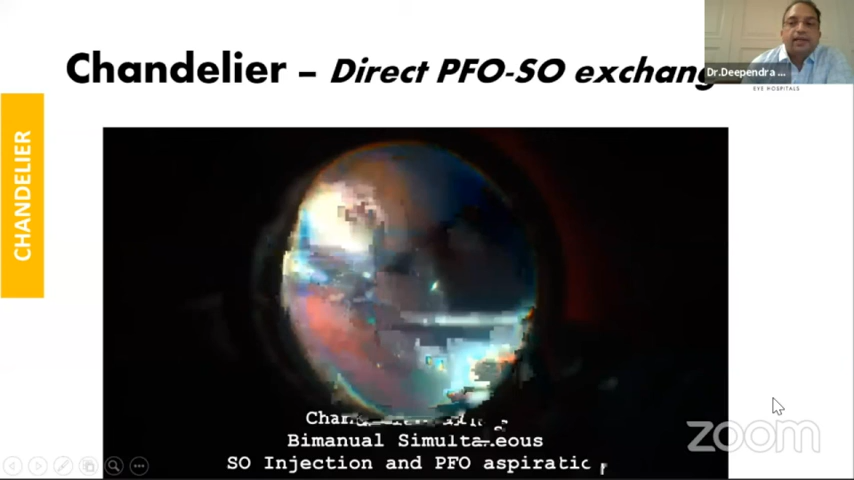 Chandelier – Direct PFO-SO exchang
Dr.Deependra ...
EYE HOSPITALS
CHANDELIER
Bimanual
SO Injection and PFO
zoom